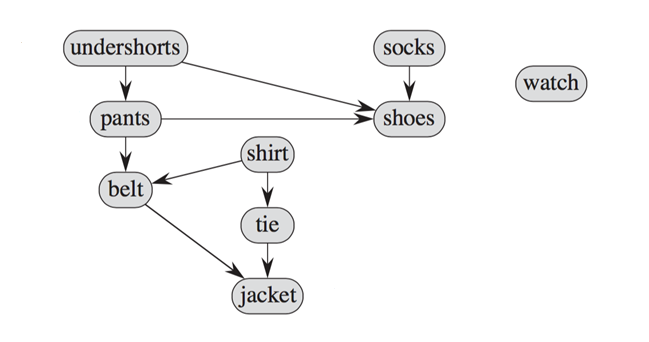 undershorts
socks
watch
pants
shoes
shirt
belt
tie
jacket